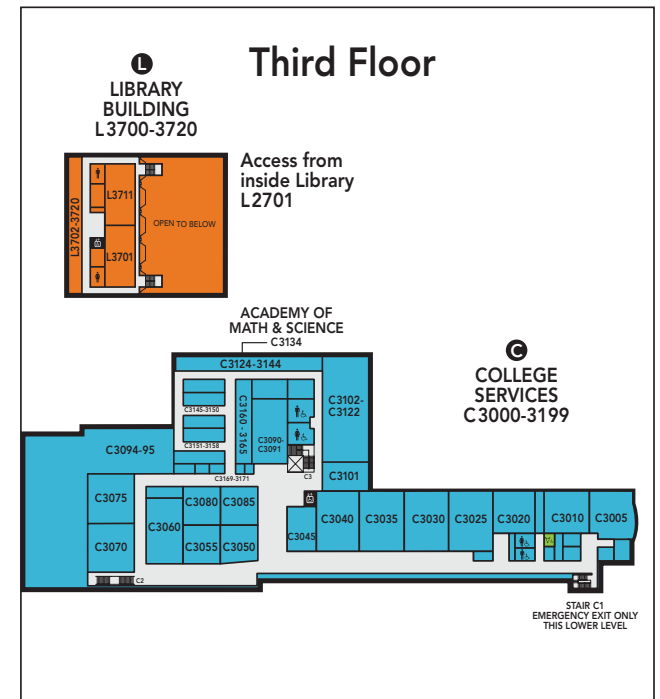 Third Floor
L
LIBRARY
BUILDING
L3700-3720
Access from
inside Library
L2701
L3702-3720
L3711
L3701
OPEN TO BELOW
ACADEMY OF
MATH & SCIENCE
C3134
C
COLLEGE
SERVICES
C3000-3199
C3124-3144
C3145-3150
C3151-3158
C3160 - 3165
C3090-
C3091
C3102-
C3122
C3101
C3
C3169-3171
C3094-95
C3075
C3070
C3060
C3080
C3085
C3055
C3050
C3045
C3040
C3035
C3030
C3025
C3020
C3010
C3005
C2
STAIR C1
EMERGENCY EXIT ONLY
THIS LOWER LEVEL